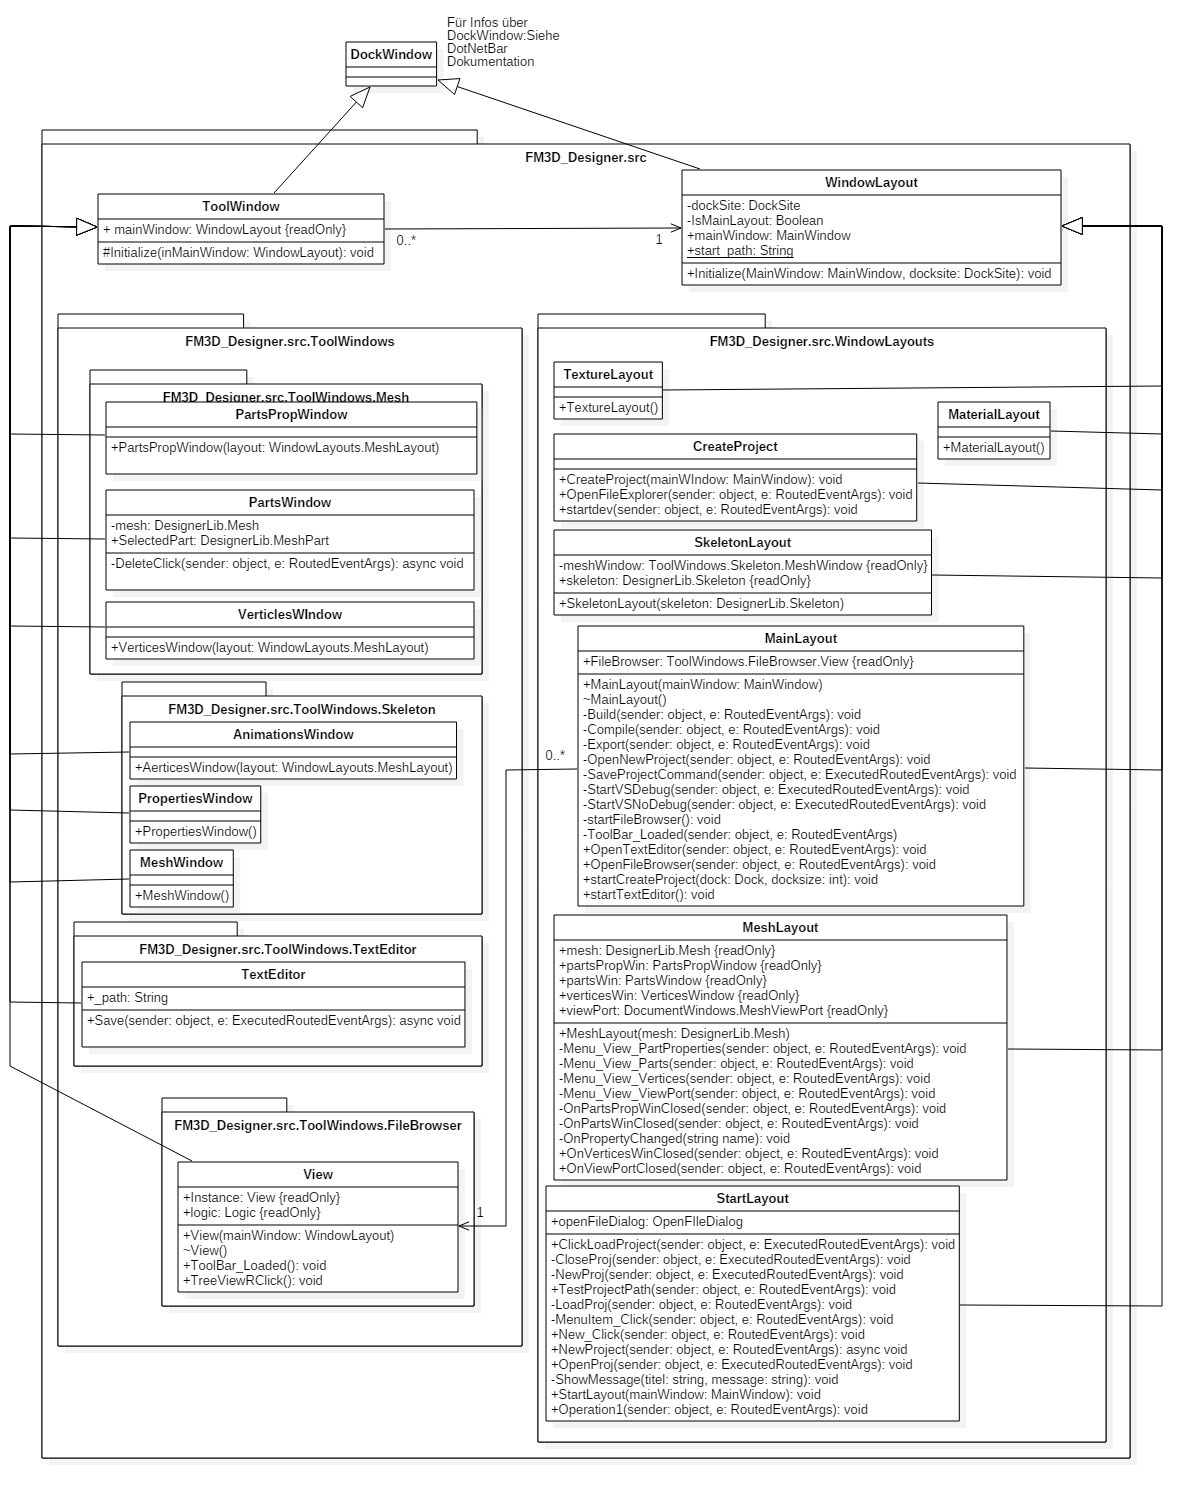 Für Infos über
DockWindow:Siehe
DotNetBar
Dokumentation
DockWindow
FM3D_Designer.src
ToolWindow
+ mainWindow: WindowLayout {readOnly}
#Initialize(inMainWindow: WindowLayout): void
0..*
1
WindowLayout
-dockSite: DockSite
-IsMainLayout: Boolean
+mainWindow: MainWindow
+start_path: String
+Initialize(MainWindow: MainWindow, docksite: DockSite): void
FM3D_Designer.src.ToolWindows
FM3D_Designer.src.ToolWindows.Mesh
PartsPropWindow
+PartsPropWindow(layout: WindowLayouts.MeshLayout)
PartsWindow
-mesh: DesignerLib.Mesh
+SelectedPart: DesignerLib.MeshPart
-DeleteClick(sender: object, e: RoutedEventArgs): async void
VerticlesWIndow
+VerticesWindow(layout: WindowLayouts.MeshLayout)
FM3D_Designer.src.ToolWindows.Skeleton
AnimationsWindow
+AerticesWindow(layout: WindowLayouts.MeshLayout)
PropertiesWindow
+PropertiesWindow()
MeshWindow
+MeshWindow()
FM3D_Designer.src.ToolWindows.TextEditor
TextEditor
+_path: String
+Save(sender: object, e: ExecutedRoutedEventArgs): async void
FM3D_Designer.src.ToolWindows.FileBrowser
View
+Instance: View {readOnly}
+logic: Logic {readOnly}
+View(mainWindow: WindowLayout)
~View()
+ToolBar_Loaded(): void
+TreeViewRClick(): void
1
0..*
FM3D_Designer.src.WindowLayouts
TextureLayout
+TextureLayout()
MaterialLayout
+MaterialLayout()
CreateProject
+CreateProject(mainWIndow: MainWindow): void
+OpenFileExplorer(sender: object, e: RoutedEventArgs): void
+startdev(sender: object, e: RoutedEventArgs): void
SkeletonLayout
-meshWindow: ToolWindows.Skeleton.MeshWindow {readOnly}
+skeleton: DesignerLib.Skeleton {readOnly}
+SkeletonLayout(skeleton: DesignerLib.Skeleton)
MainLayout
+FileBrowser: ToolWindows.FileBrowser.View {readOnly}
+MainLayout(mainWindow: MainWindow)
~MainLayout()
-Build(sender: object, e: RoutedEventArgs): void
-Compile(sender: object, e: RoutedEventArgs): void
-Export(sender: object, e: RoutedEventArgs): void
-OpenNewProject(sender: object, e: RoutedEventArgs): void
-SaveProjectCommand(sender: object, e: ExecutedRoutedEventArgs): void
-StartVSDebug(sender: object, e: ExecutedRoutedEventArgs): void
-StartVSNoDebug(sender: object, e: ExecutedRoutedEventArgs): void
-startFileBrowser(): void
-ToolBar_Loaded(sender: object, e: RoutedEventArgs)
+OpenTextEditor(sender: object, e: RoutedEventArgs): void
+OpenFileBrowser(sender: object, e: RoutedEventArgs): void
+startCreateProject(dock: Dock, docksize: int): void
+startTextEditor(): void
MeshLayout
+mesh: DesignerLib.Mesh {readOnly}
+partsPropWin: PartsPropWindow {readOnly}
+partsWin: PartsWindow {readOnly}
+verticesWin: VerticesWindow {readOnly}
+viewPort: DocumentWindows.MeshViewPort {readOnly}
+MeshLayout(mesh: DesignerLib.Mesh)
-Menu_View_PartProperties(sender: object, e: RoutedEventArgs): void
-Menu_View_Parts(sender: object, e: RoutedEventArgs): void
-Menu_View_Vertices(sender: object, e: RoutedEventArgs): void
-Menu_View_ViewPort(sender: object, e: RoutedEventArgs): void
-OnPartsPropWinClosed(sender: object, e: RoutedEventArgs): void
-OnPartsWinClosed(sender: object, e: RoutedEventArgs): void
-OnPropertyChanged(string name): void
+OnVerticesWinClosed(sender: object, e: RoutedEventArgs): void
+OnViewPortClosed(sender: object, e: RoutedEventArgs): void
StartLayout
+openFileDialog: OpenFIleDialog
+ClickLoadProject(sender: object, e: ExecutedRoutedEventArgs): void
-CloseProj(sender: object, e: ExecutedRoutedEventArgs): void
-NewProj(sender: object, e: ExecutedRoutedEventArgs): void
+TestProjectPath(sender: object, e: RoutedEventArgs): void
-LoadProj(sender: object, e: RoutedEventArgs): void
-MenuItem_Click(sender: object, e: RoutedEventArgs): void
+New_Click(sender: object, e: RoutedEventArgs): void
+NewProject(sender: object, e: RoutedEventArgs): async void
+OpenProj(sender: object, e: ExecutedRoutedEventArgs): void
-ShowMessage(titel: string, message: string): void
+StartLayout(mainWindow: MainWindow): void
+Operation1(sender: object, e: RoutedEventArgs): void